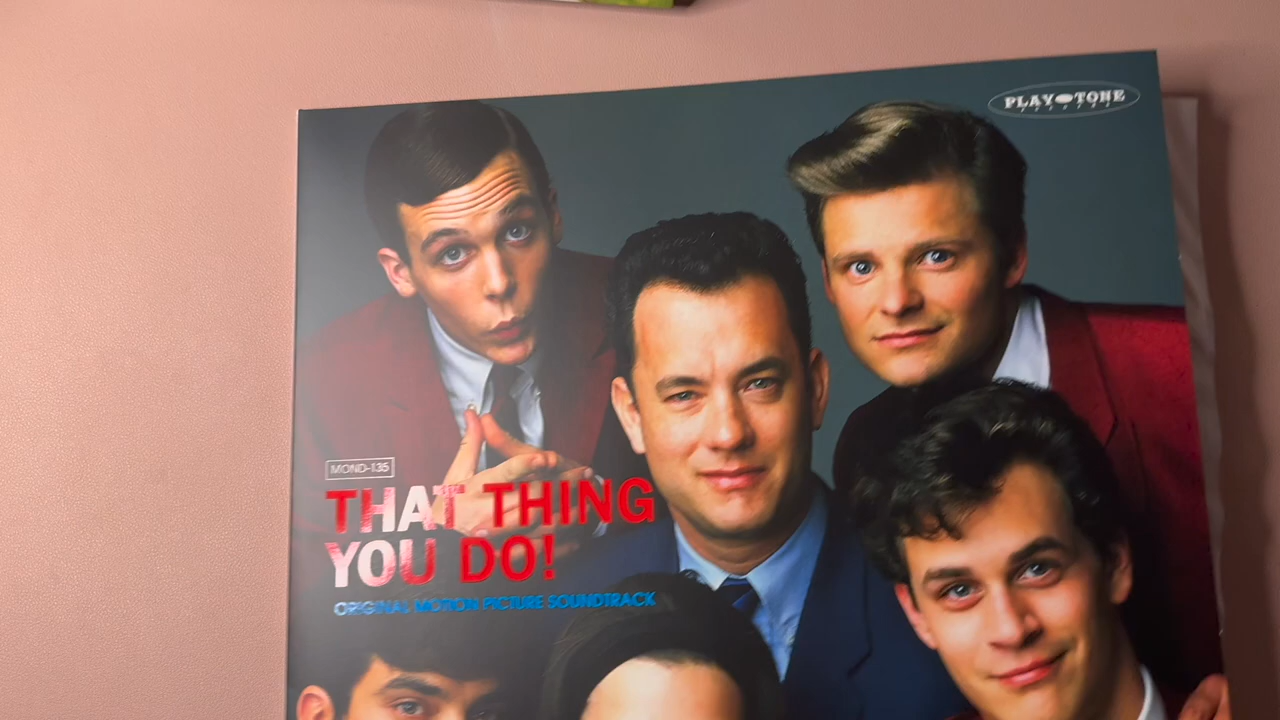 PLAY-TONE
MOND-135
THAT THING
YOU DO!
ORIGINAL MOTION PICTURE SOUNDTRACK